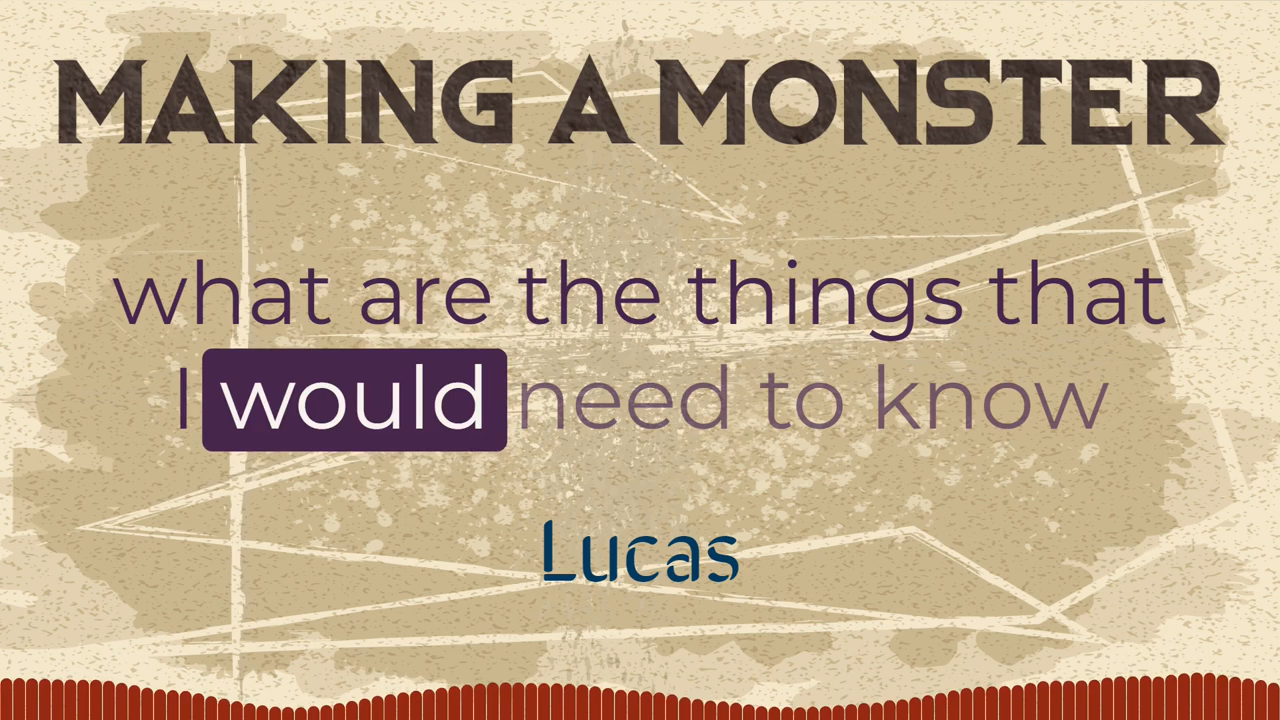 MAKING A MONSTER
what are the things that
I would need to know
Lucas